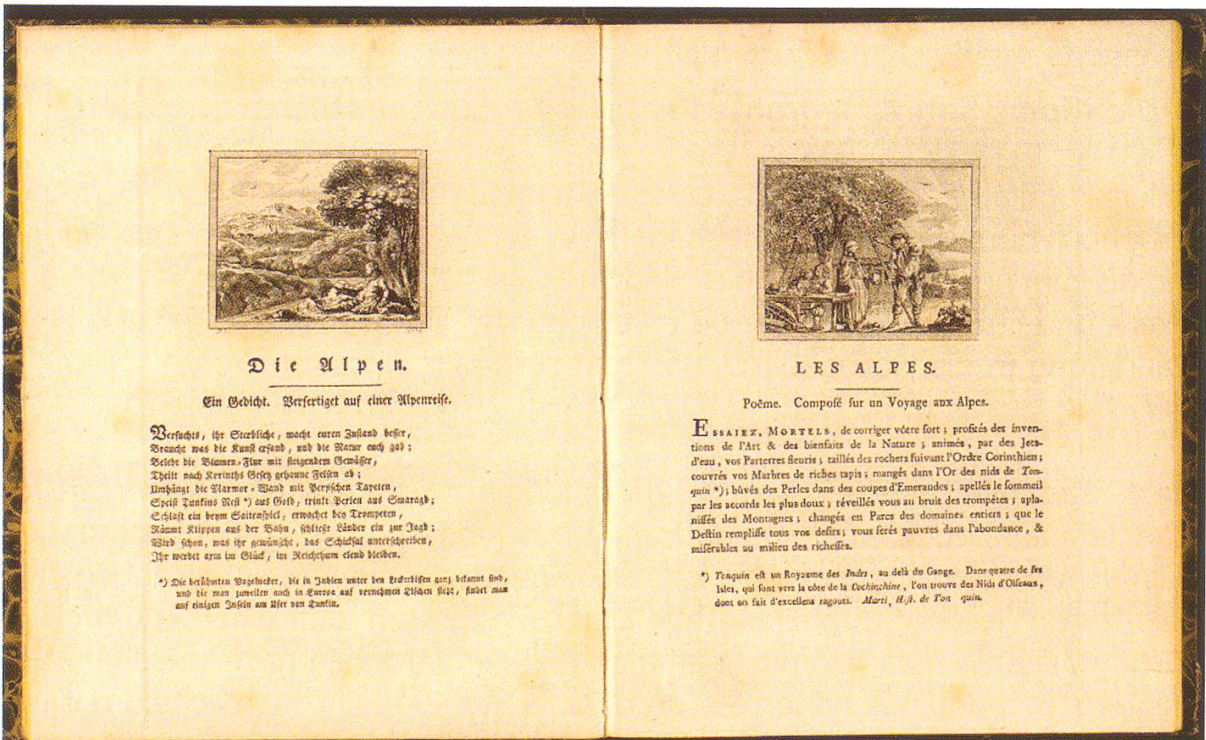 Die Alpen.
Ein Gedicht. Verfertiget auf einer Alpenreise.
Versuchts, ihr Sterbliche, macht euren Zustand besser,
Braucht was die Kunst erfand, und die Natur euch gab;
Belebt die Blumen-Flur mit steigendem Gewässer,
Theilt nach Korinths Gesetz gehaune Felsen ab;
Umhängt die Marmor-Wand mit Persischen Tapeten,
Speist Tunkins Nest *) aus Gold, trinkt Perlen aus Smaragd;
Schlaft ein beym Saitenspiel, erwachet bey Trompeten,
Räumt Klippen aus der Bahn, schließt Länder ein zur Jagd;
Wird schon, was ihr gewünscht, das Schicksal unterschreiben,
Ihr werdet arm im Glück, im Reichthum elend bleiben.
*) Die berühmten Vogelnester, die in Indien unter den Leckerbissen ganz bekannt sind,
und die man zuweilen auch in Europa auf vernehmen Tischen sieht, findet man
auf einigen Inseln am Ufer von Tunkin.
LES ALPES.
Poëme. Composé sur un Voyage aux Alpes.
ESSAIEZ, MORTELS, de corriger vôtre sort; profités des inven-
tions de l'Art & des bienfaits de la Nature; animés, par des Jets-
d'eau, vos Parterres fleuris; taillés des rochers suivant l'Ordre Corinthien;
couvrés vos Marbres de riches tapis; mangés dans l'Or des nids de Ton-
quin *); bûvés des Perles dans des coupes d'Emeraudes; apellés le sommeil
par les accords les plus doux; réveillés vous au bruit des trompétes; apla-
nissés des Montagnes; changés en Parcs des domaines entiers; que le
Destin remplisse tous vos desirs; vous serés pauvres dans l'abondance, &
misérables au milieu des richesses.
*) Tonquin est un Royaume des Indes, au delà du Gange. Dans quatre de ses
Isles, qui sont vers la côte de la Cochinchine, l'on trouve des Nids d'Oiseaux,
dont on fait d'excellens ragouts. Marti, Hist. de Ton quin.